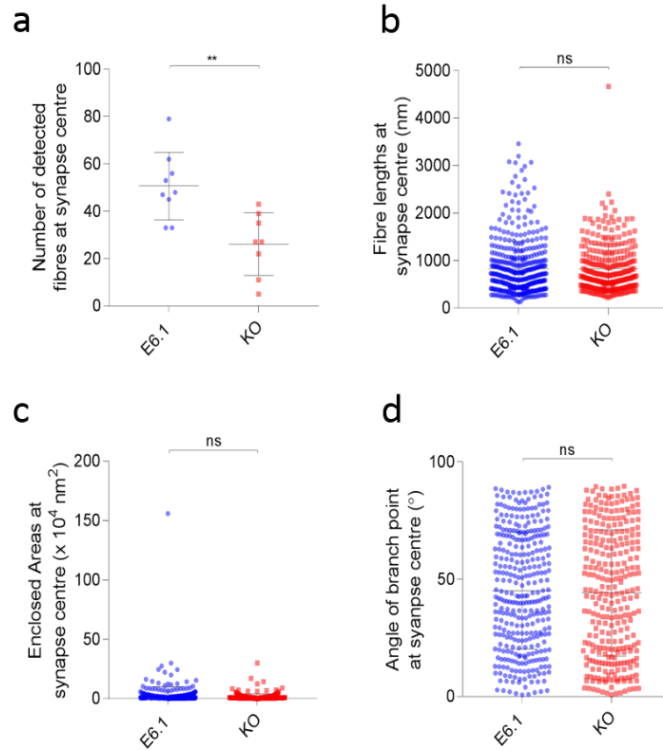 a
**
Number of detected
fibres at synapse centre
100
80
60
40
20
0
E6.1
KO
b
ns
Fibre lengths at
synapse centre (nm)
5000
4000
3000
2000
1000
0
E6.1
KO
c
ns
Enclosed Areas at
synapse centre (x 10⁴ nm²)
200
150
100
50
0
E6.1
KO
d
ns
Angle of branch point
at syanpse centre (°)
100
50
0
E6.1
KO